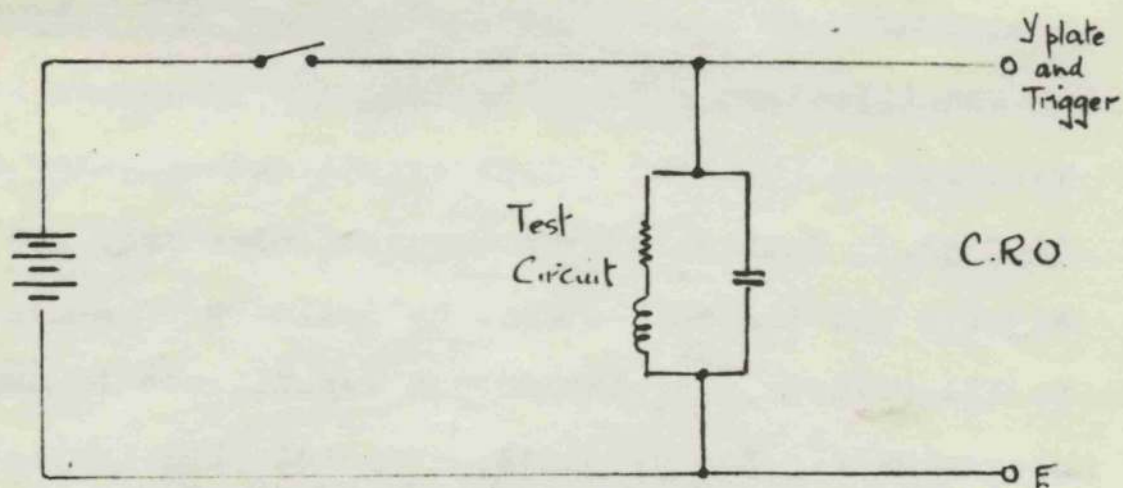 Y plate
and
Trigger
Test
Circuit
C.R.O.
E